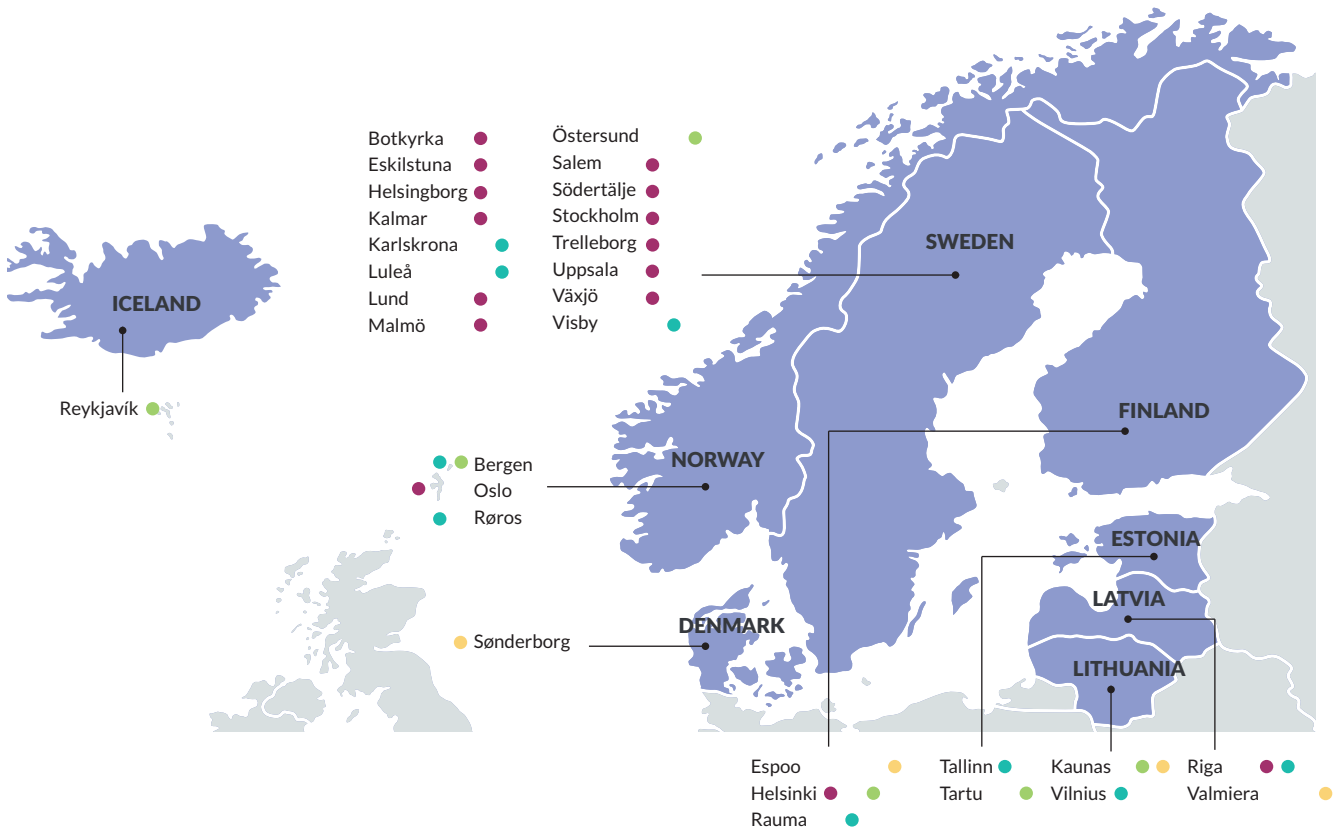 Botkyrka
Eskilstuna
Helsingborg
Kalmar
Karlskrona
Luleå
Lund
Malmö
Östersund
Salem
Södertälje
Stockholm
Trelleborg
Uppsala
Växjö
Visby
SWEDEN
ICELAND
Reykjavík
FINLAND
NORWAY
Bergen
Oslo
Røros
ESTONIA
LATVIA
DENMARK
Sønderborg
LITHUANIA
Espoo
Helsinki
Rauma
Tallinn
Tartu
Kaunas
Vilnius
Riga
Valmiera